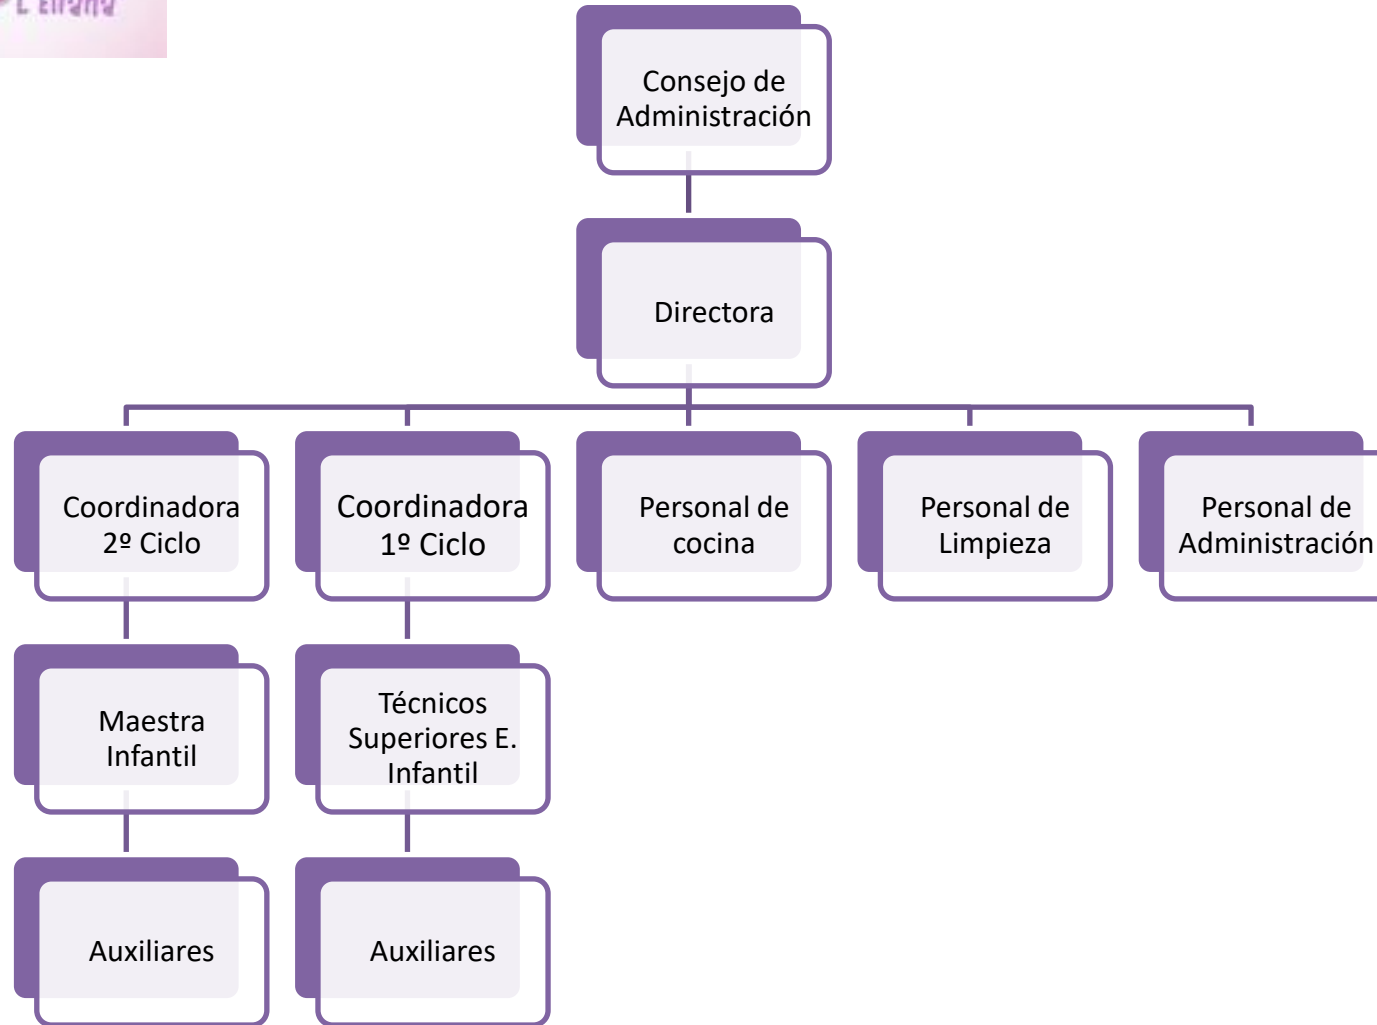 Consejo de
Administración
Directora
Coordinadora
2º Ciclo
Coordinadora
1º Ciclo
Personal de
cocina
Personal de
Limpieza
Personal de
Administración
Maestra
Infantil
Técnicos
Superiores E.
Infantil
Auxiliares
Auxiliares